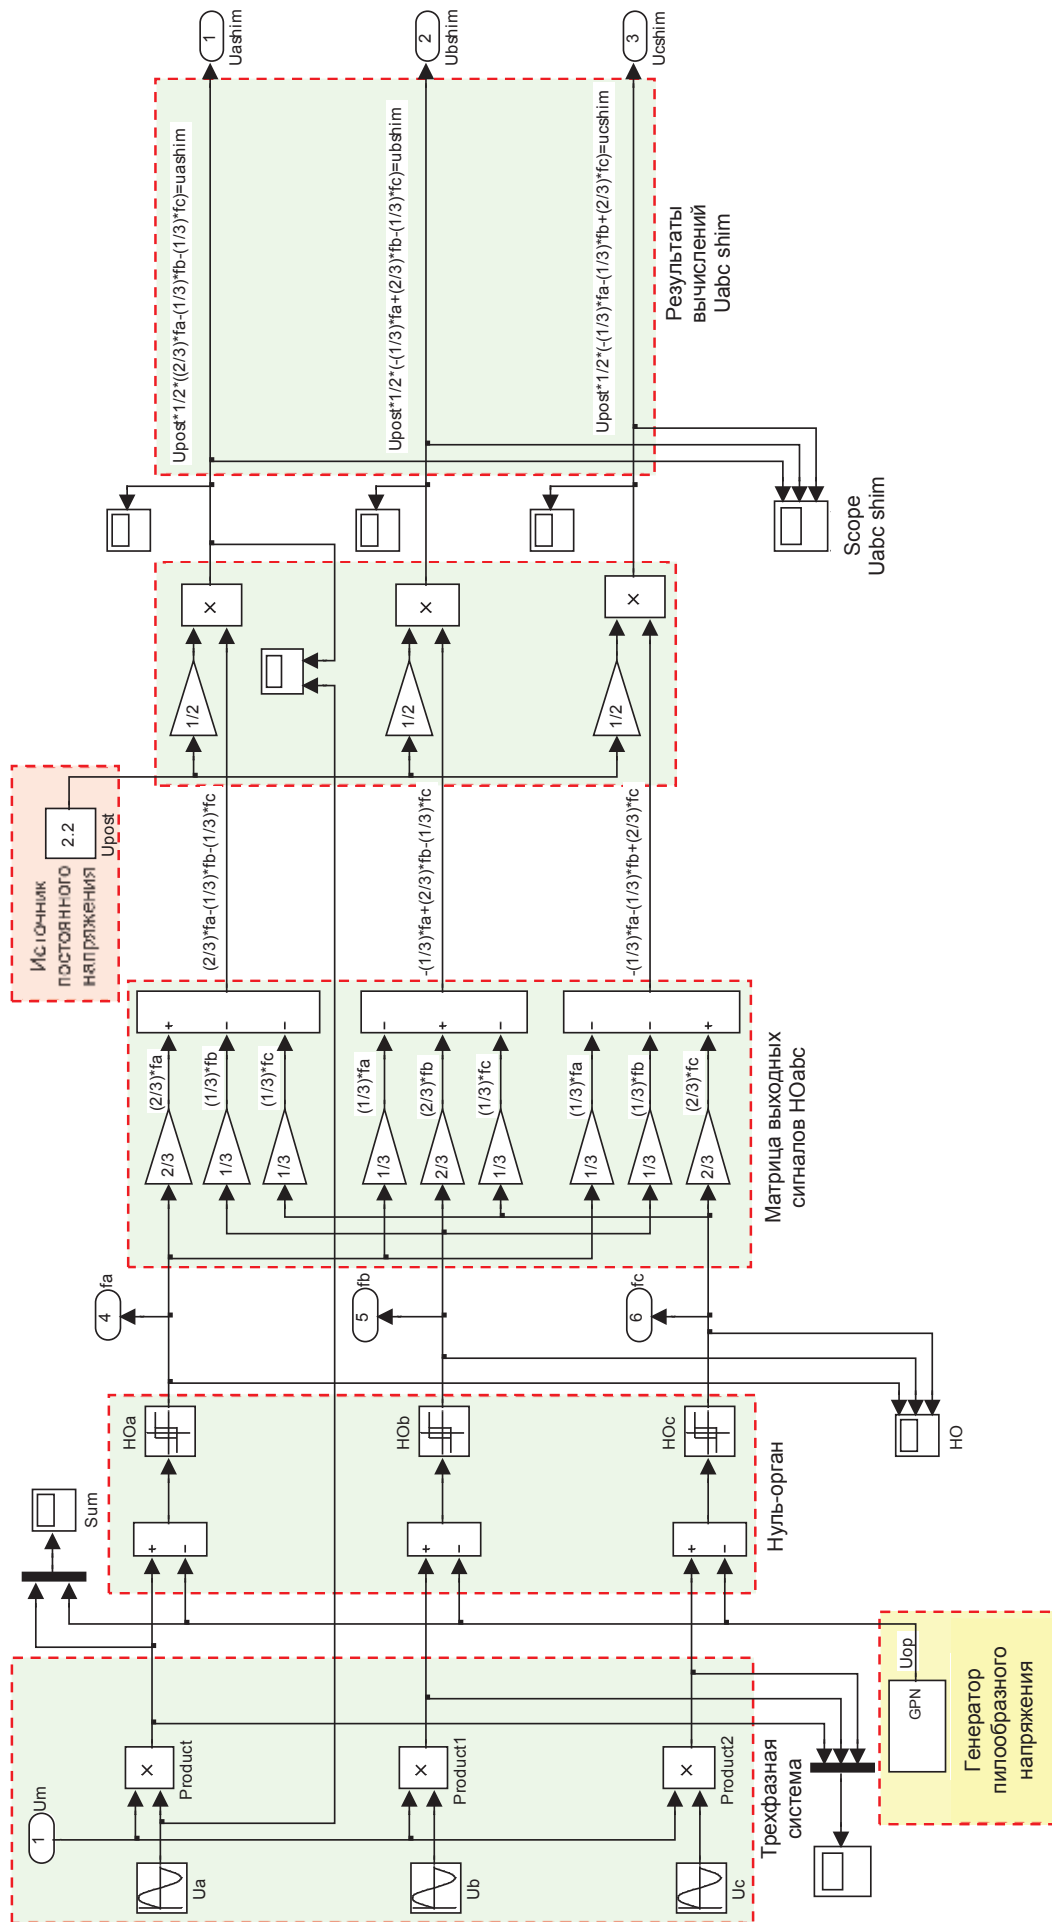 1
Um
Ua
Ub
Uc
×
Product
×
Product1
×
Product2
Трехфазная
система
GPN
Uop
Генератор
пилообразного
напряжения
Sum
+
−
+
−
+
−
HOa
HOb
HOc
Нуль-орган
HO
4
fa
5
fb
6
fc
2/3
1/3
1/3
1/3
2/3
1/3
1/3
1/3
2/3
(2/3)*fa
(1/3)*fb
(1/3)*fc
(1/3)*fa
(2/3)*fb
(1/3)*fc
(1/3)*fa
(1/3)*fb
(2/3)*fc
+
−
−
−
+
−
−
−
+
Матрица выходных
сигналов HOabc
Источник
постоянного
напряжения
2.2
Upost
(2/3)*fa-(1/3)*fb-(1/3)*fc
-(1/3)*fa+(2/3)*fb-(1/3)*fc
-(1/3)*fa-(1/3)*fb+(2/3)*fc
1/2
1/2
1/2
×
×
×
Scope
Uabc shim
Upost*1/2*((2/3)*fa-(1/3)*fb-(1/3)*fc)=uashim
Upost*1/2*(-(1/3)*fa+(2/3)*fb-(1/3)*fc)=ubshim
Upost*1/2*(-(1/3)*fa-(1/3)*fb+(2/3)*fc)=ucshim
Результаты
вычислений
Uabc shim
1
Uashim
2
Ubshim
3
Ucshim